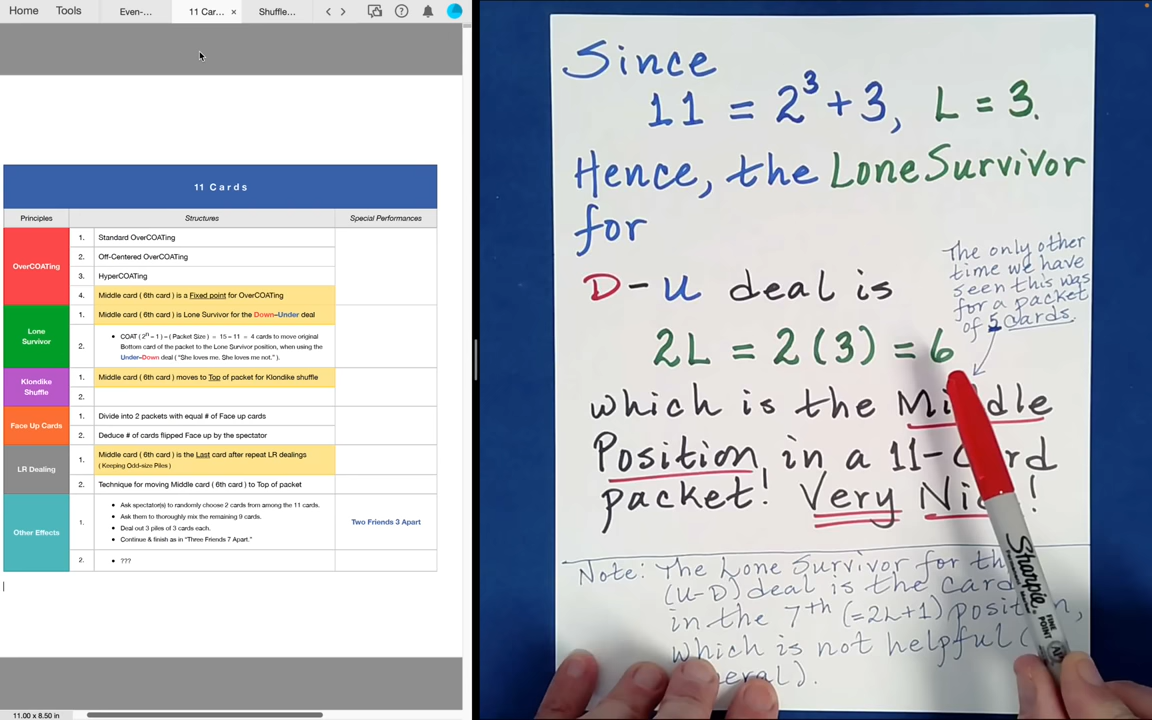 Home Tools Even-... 11 Car... × Shuffle...
11 Cards
Principles Structures Special Performances
OverCOATing
1. Standard OverCOATing
2. Off-Centered OverCOATing
3. HyperCOATing
4. Middle card ( 6th card ) is a Fixed point for OverCOATing
Lone Survivor
1. Middle card ( 6th card ) is Lone Survivor for the Down–Under deal
2. • COAT ( 2ⁿ – 1 ) – ( Packet Size ) = 15 – 11 = 4 cards to move original
Bottom card of the packet to the Lone Survivor position, when using the
Under–Down deal ("She loves me. She loves me not.").
Klondike Shuffle
1. Middle card ( 6th card ) moves to Top of packet for Klondike shuffle
2.
Face Up Cards
1. Divide into 2 packets with equal # of Face up cards
2. Deduce # of cards flipped Face up by the spectator
LR Dealing
1. Middle card ( 6th card ) is the Last card after repeat LR dealings
( Keeping Odd-size Piles )
2. Technique for moving Middle card ( 6th card ) to Top of packet
Other Effects
1. • Ask spectator(s) to randomly choose 2 cards from among the 11 cards.
• Ask them to thoroughly mix the remaining 9 cards.
• Deal out 3 piles of 3 cards each.
• Continue & finish as in "Three Friends 7 Apart."
Two Friends 3 Apart
2. • ???
11.00 x 8.50 in
Since
11 = 2³ + 3, L = 3.
Hence, the Lone Survivor
for
D - U deal is
2L = 2(3) = 6
The only other
time we have
seen this was
for a packet
of 5 cards.
which is the Middle
Position in a 11-Card
packet! Very !
Note: The Lone Survivor for
(U-D) deal is the card
in the 7th (=2L+1)
which is not helpful
Sharpie
FINE
POINT